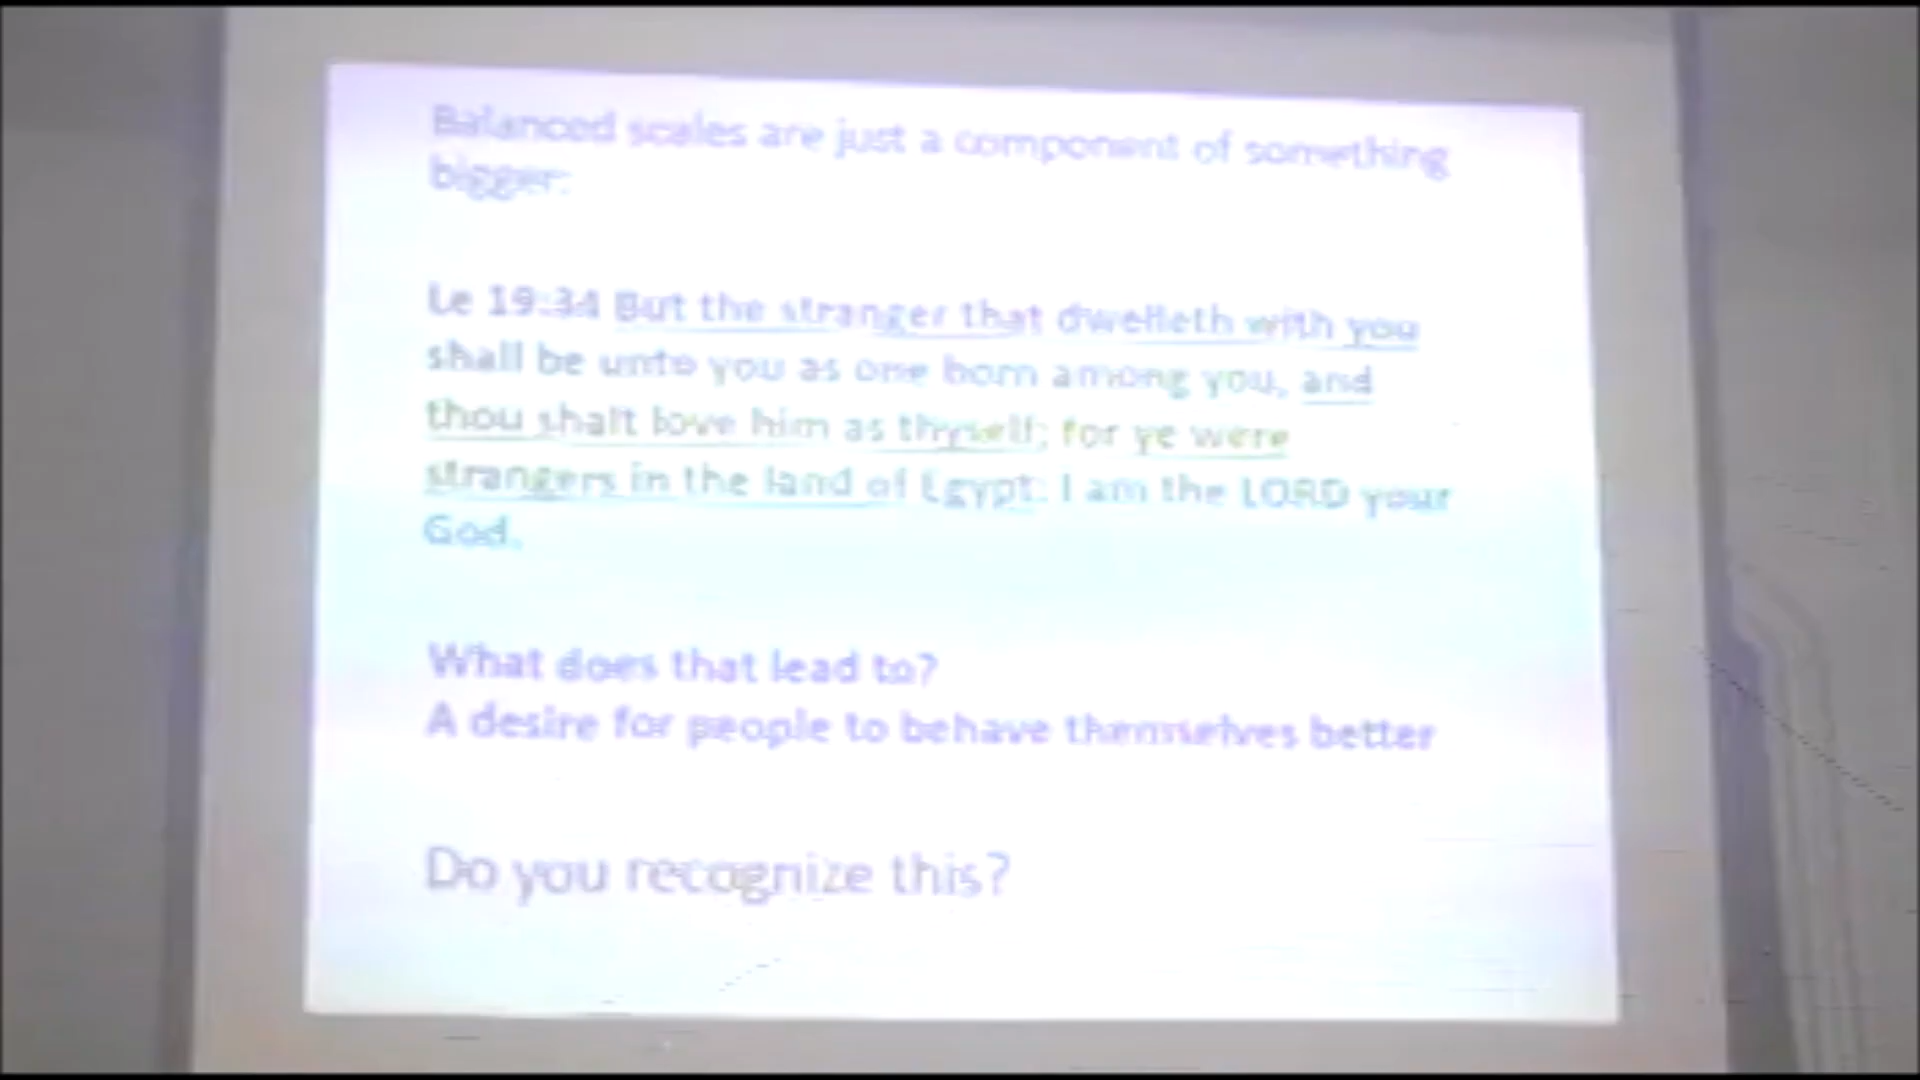 Balanced scales are just a component of something
bigger:
Le 19:34 But the stranger that dwelleth with you
shall be unto you as one born among you, and
thou shalt love him as thyself; for ye were
strangers in the land of Egypt: I am the LORD your
God.
What does that lead to?
A desire for people to behave themselves better
Do you recognize this?